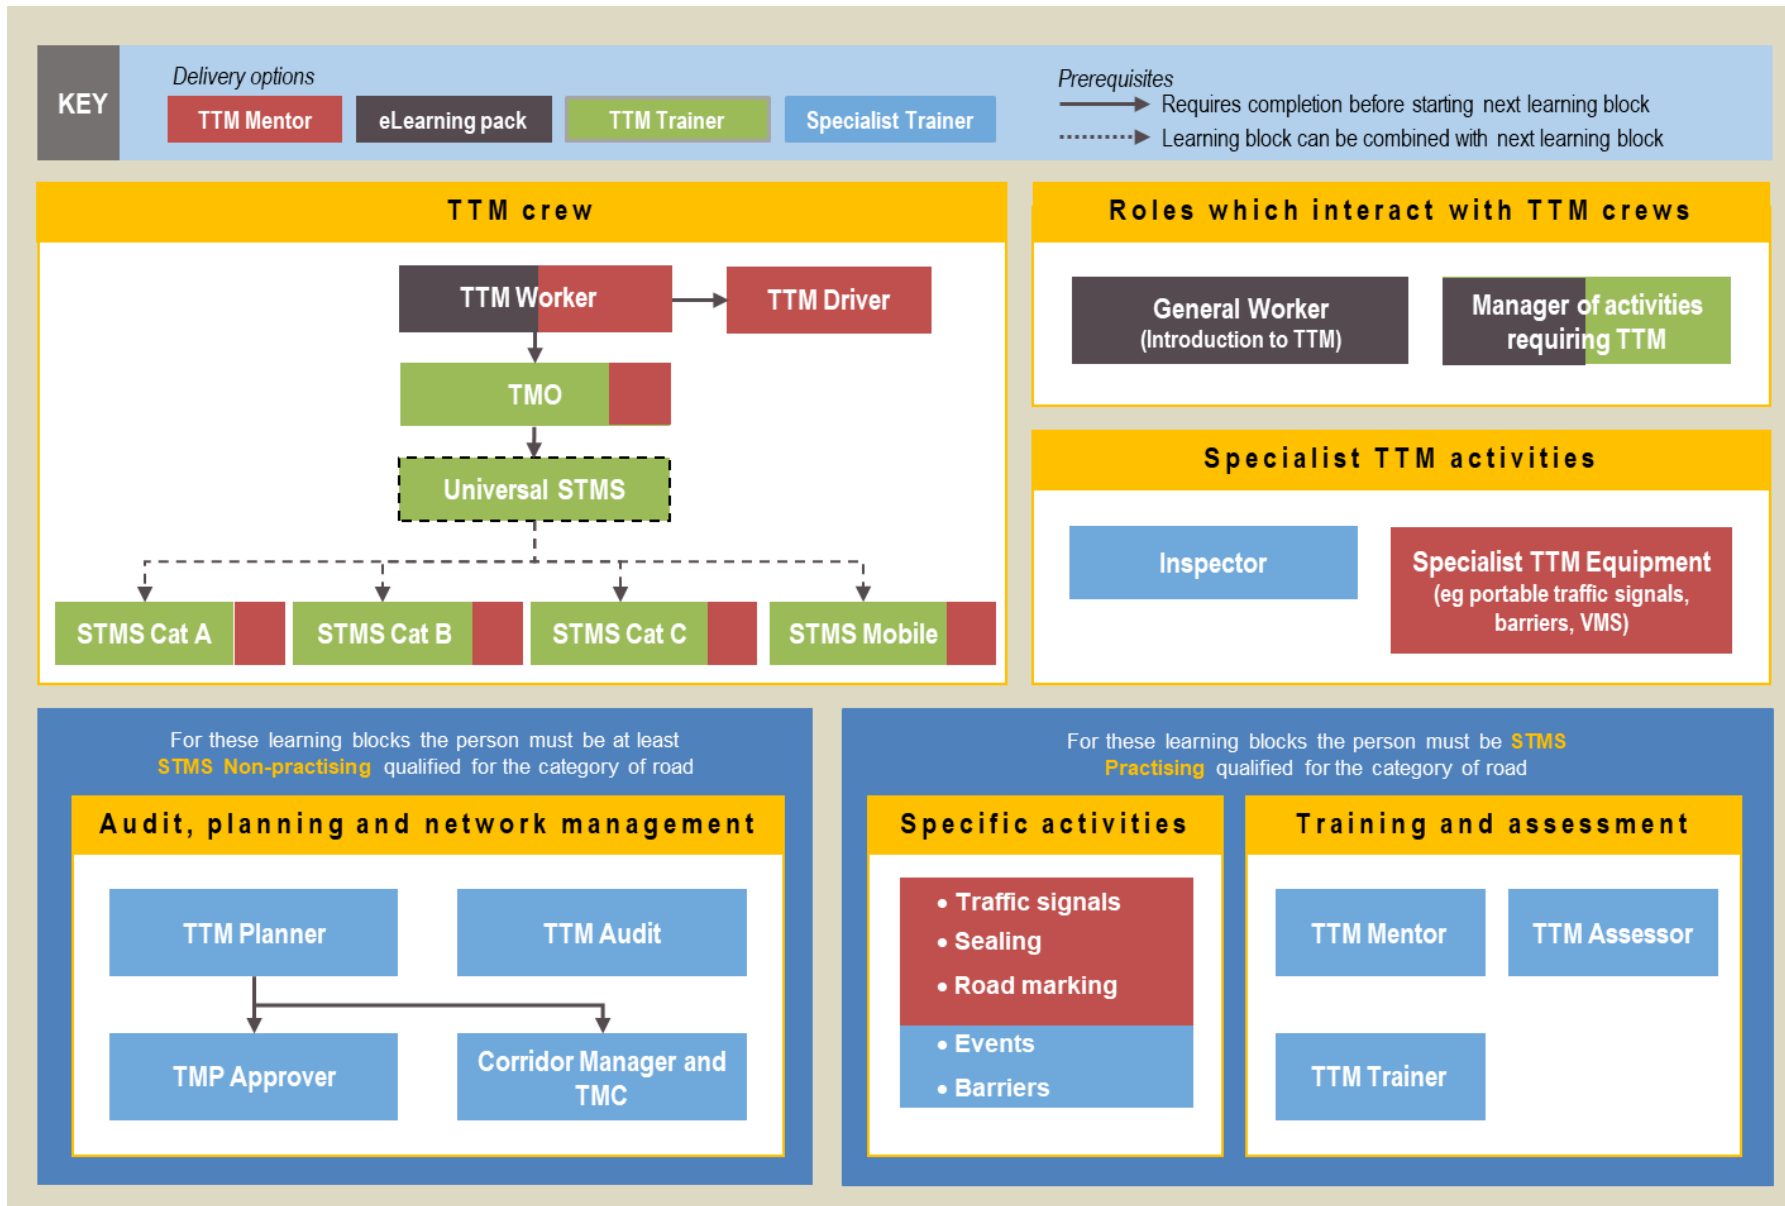 KEY
Delivery options
TTM Mentor
eLearning pack
TTM Trainer
Specialist Trainer
Prerequisites
Requires completion before starting next learning block
Learning block can be combined with next learning block
TTM crew
TTM Worker
TTM Driver
TMO
Universal STMS
STMS Cat A
STMS Cat B
STMS Cat C
STMS Mobile
Roles which interact with TTM crews
General Worker
(Introduction to TTM)
Manager of activities
requiring TTM
Specialist TTM activities
Inspector
Specialist TTM Equipment
(eg portable traffic signals,
barriers, VMS)
For these learning blocks the person must be at least
STMS Non-practising qualified for the category of road
Audit, planning and network management
TTM Planner
TTM Audit
TMP Approver
Corridor Manager and
TMC
For these learning blocks the person must be STMS
Practising qualified for the category of road
Specific activities
• Traffic signals
• Sealing
• Road marking
• Events
• Barriers
Training and assessment
TTM Mentor
TTM Assessor
TTM Trainer